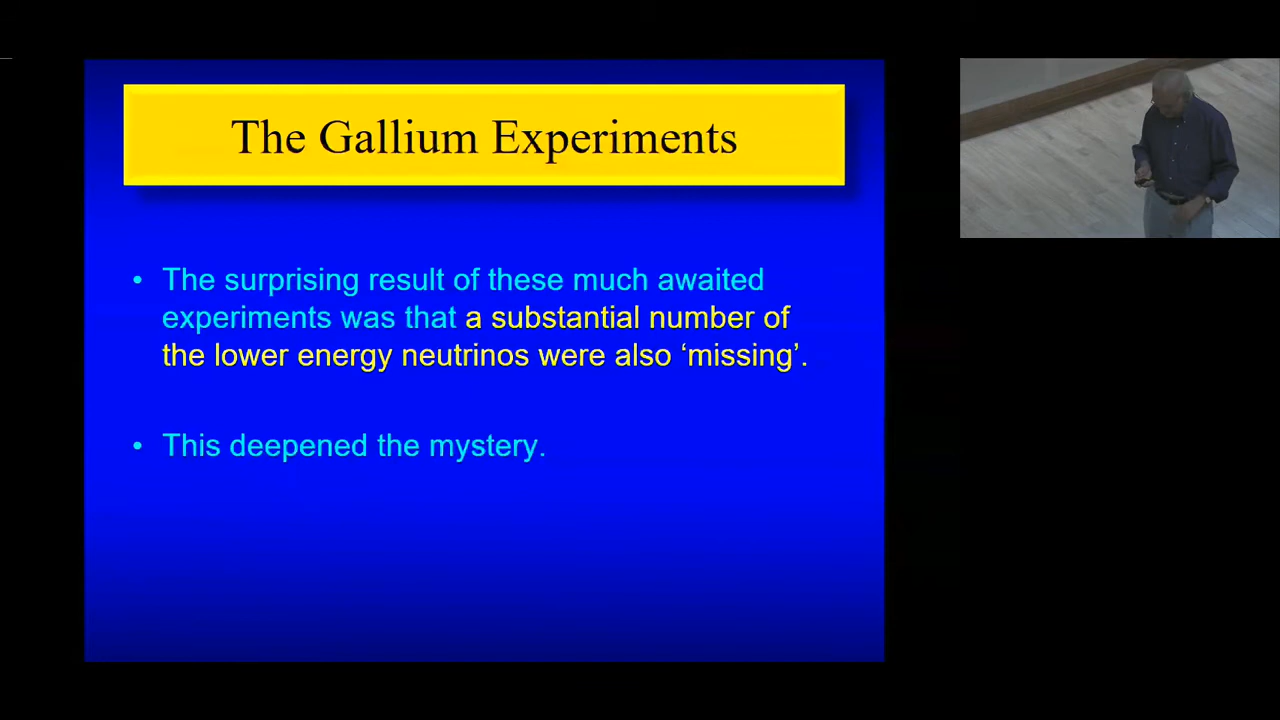 The Gallium Experiments
• The surprising result of these much awaited
experiments was that a substantial number of
the lower energy neutrinos were also ‘missing’.
• This deepened the mystery.